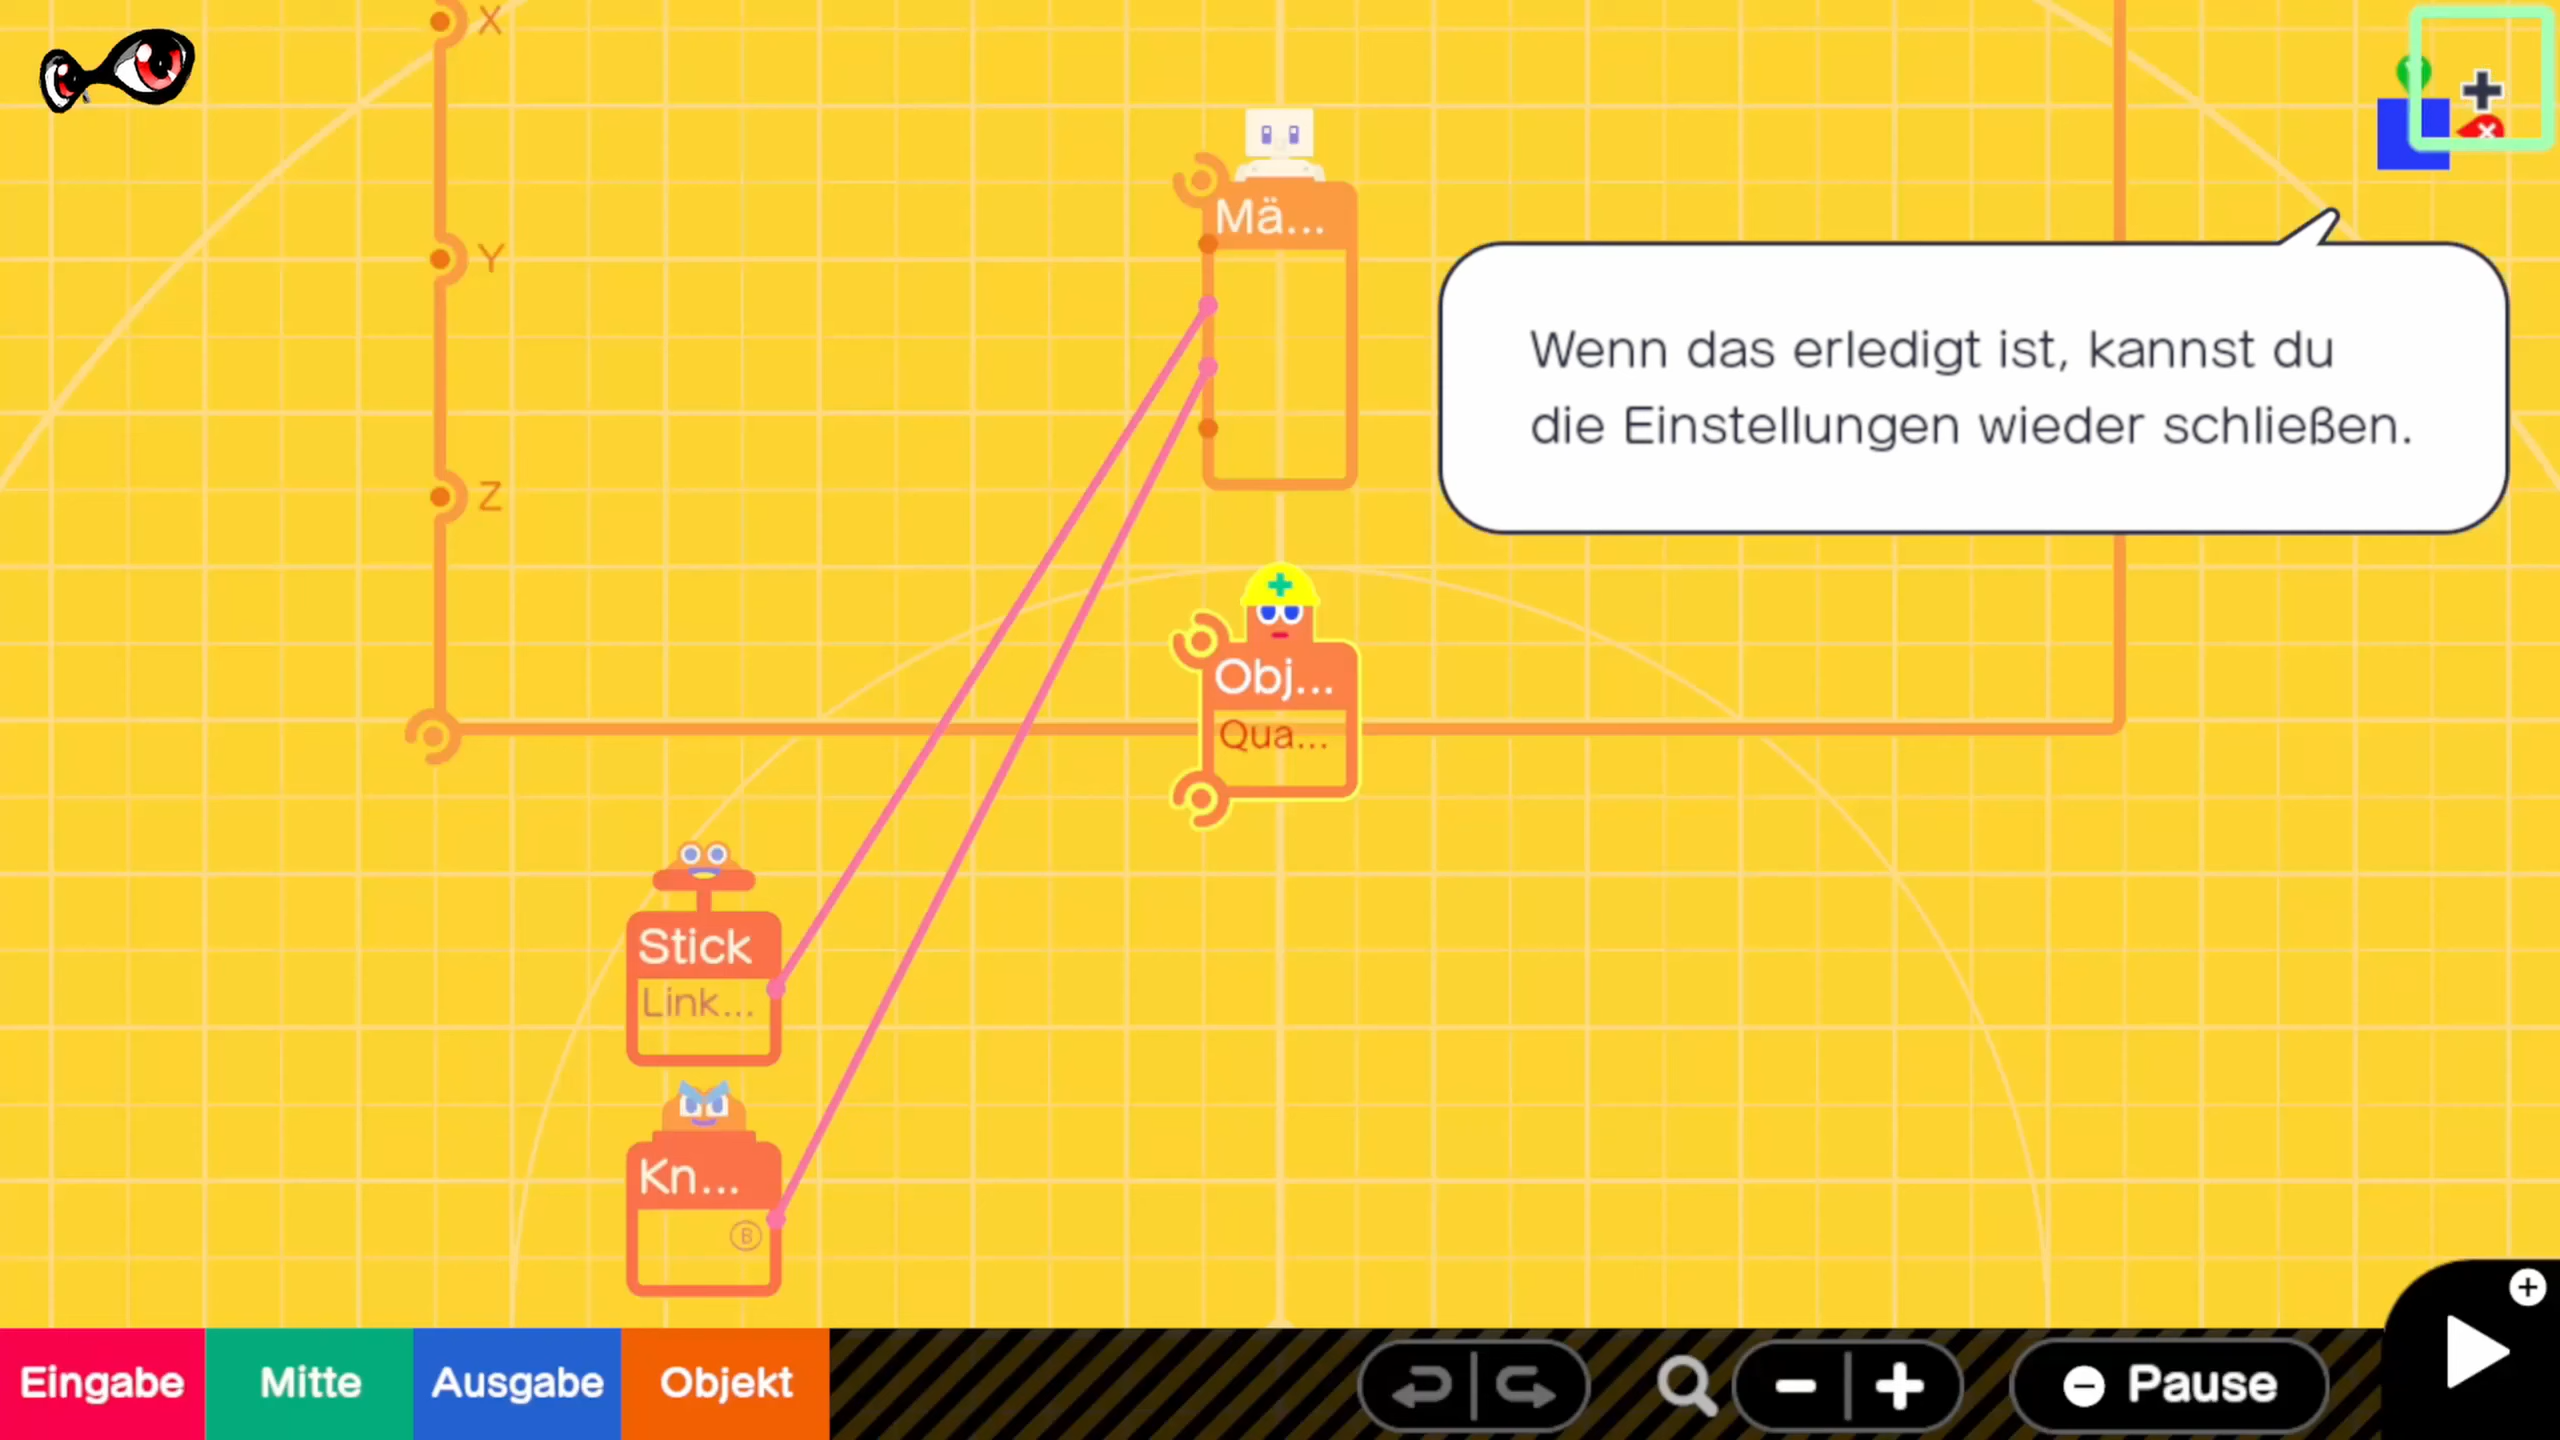 X
Y
Z
Mä...
Wenn das erledigt ist, kannst du
die Einstellungen wieder schließen.
Obj...
Qua...
Stick
Link...
Kn...
B
Eingabe
Mitte
Ausgabe
Objekt
Pause